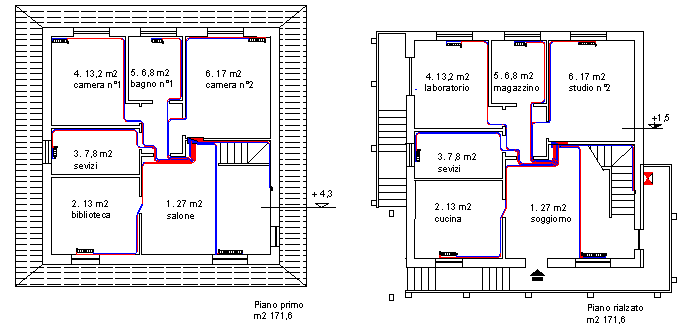 4. 13,2 m2
camera n°1
5. 6,8 m2
bagno n°1
6. 17 m2
camera n°2
3. 7,8 m2
sevizi
2. 13 m2
biblioteca
1. 27 m2
salone
+ 4,3
Piano primo
m2 171,6
4. 13,2 m2
laboratorio
5. 6,8 m2
magazzino
6. 17 m2
studio n°2
+1,5
3. 7,8 m2
sevizi
2. 13 m2
cucina
1. 27 m2
soggiorno
Piano rialzato
m2 171,6